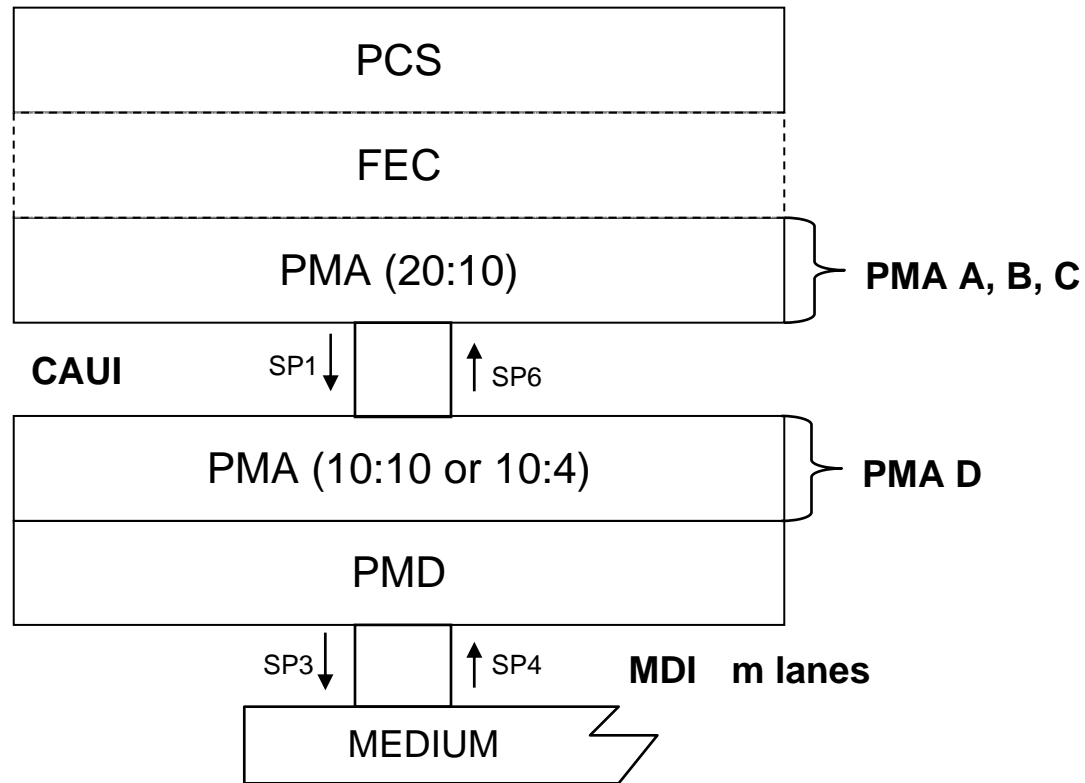 PCS
FEC
PMA (20:10)
PMA A, B, C
CAUI
SP1
SP6
PMA (10:10 or 10:4)
PMA D
PMD
SP3
SP4
MDI m lanes
MEDIUM